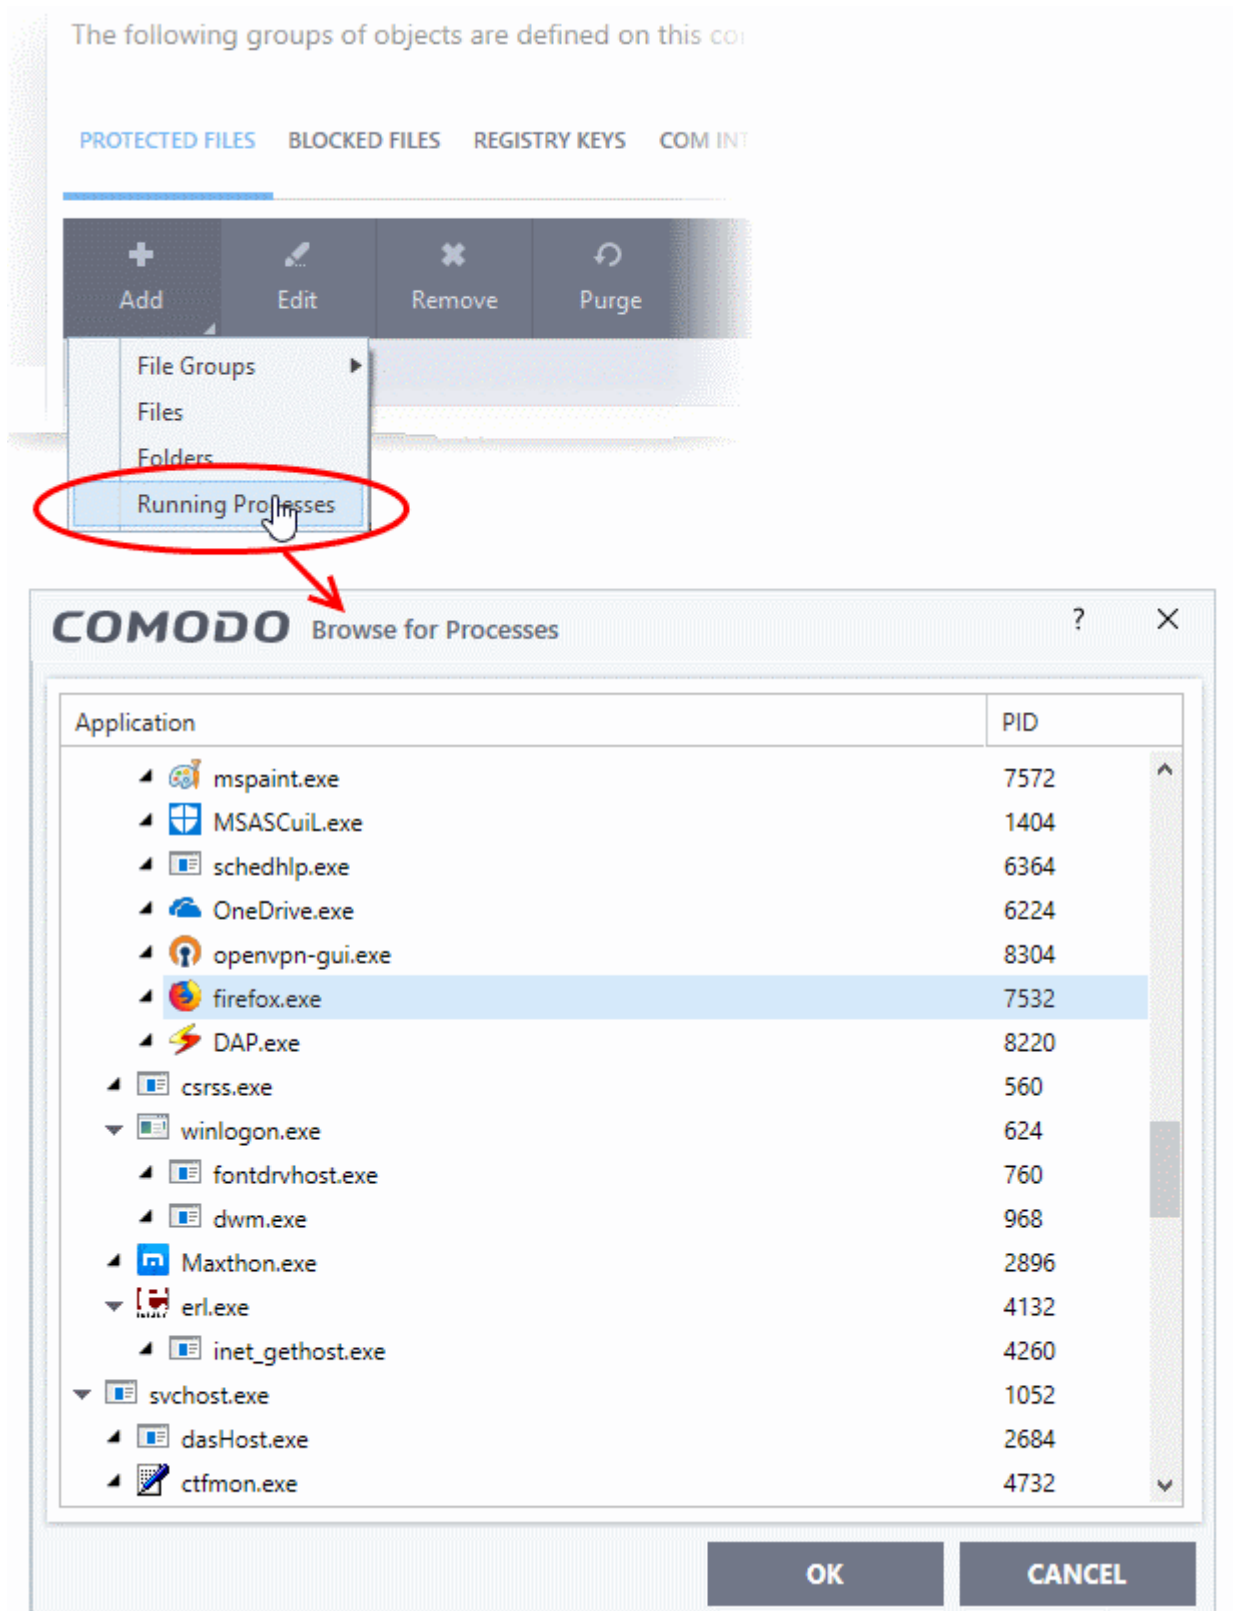 The following groups of objects are defined on this co
PROTECTED FILES BLOCKED FILES REGISTRY KEYS COM INT
Add Edit Remove Purge
File Groups
Files
Folders
Running Processes
COMODO Browse for Processes ?
Application PID
mspaint.exe 7572
MSASCuiL.exe 1404
schedhlp.exe 6364
OneDrive.exe 6224
openvpn-gui.exe 8304
firefox.exe 7532
DAP.exe 8220
csrss.exe 560
winlogon.exe 624
fontdrvhost.exe 760
dwm.exe 968
Maxthon.exe 2896
erl.exe 4132
inet_gethost.exe 4260
svchost.exe 1052
dasHost.exe 2684
ctfmon.exe 4732
OK CANCEL